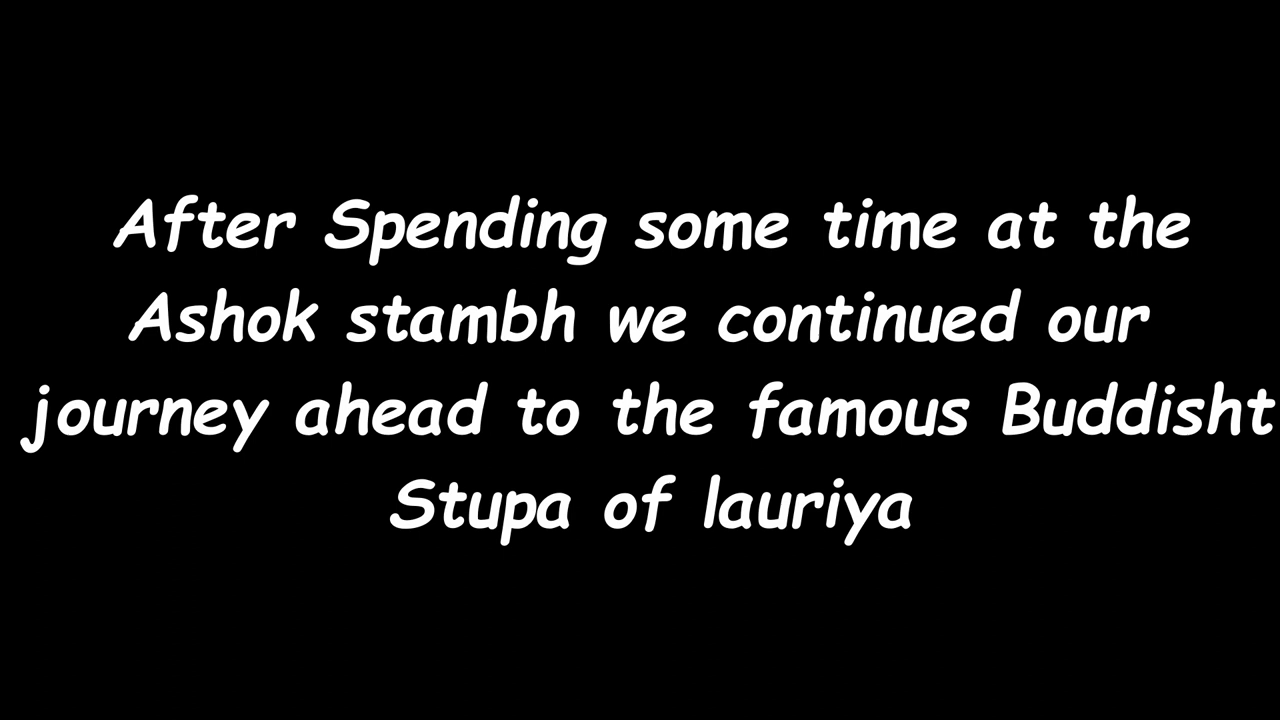 After Spending some time at the
Ashok stambh we continued our
journey ahead to the famous Buddisht
Stupa of lauriya